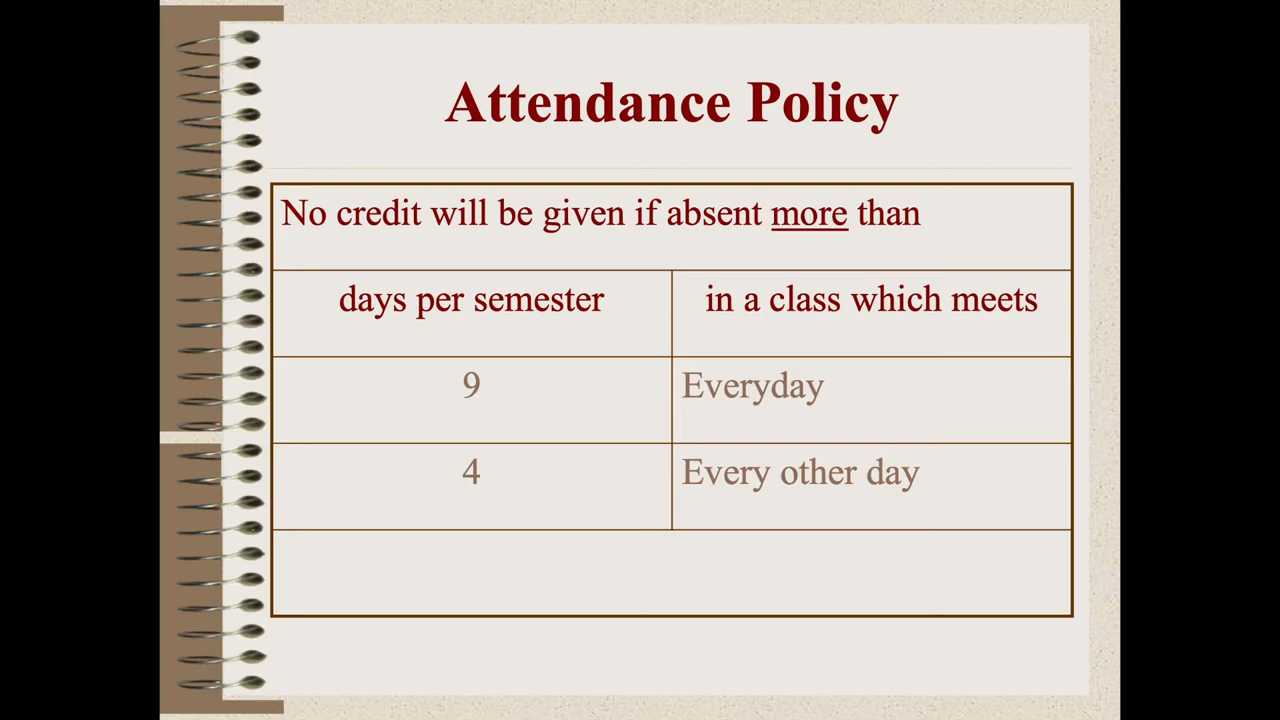 Attendance Policy
No credit will be given if absent more than
days per semester
in a class which meets
9
Everyday
4
Every other day